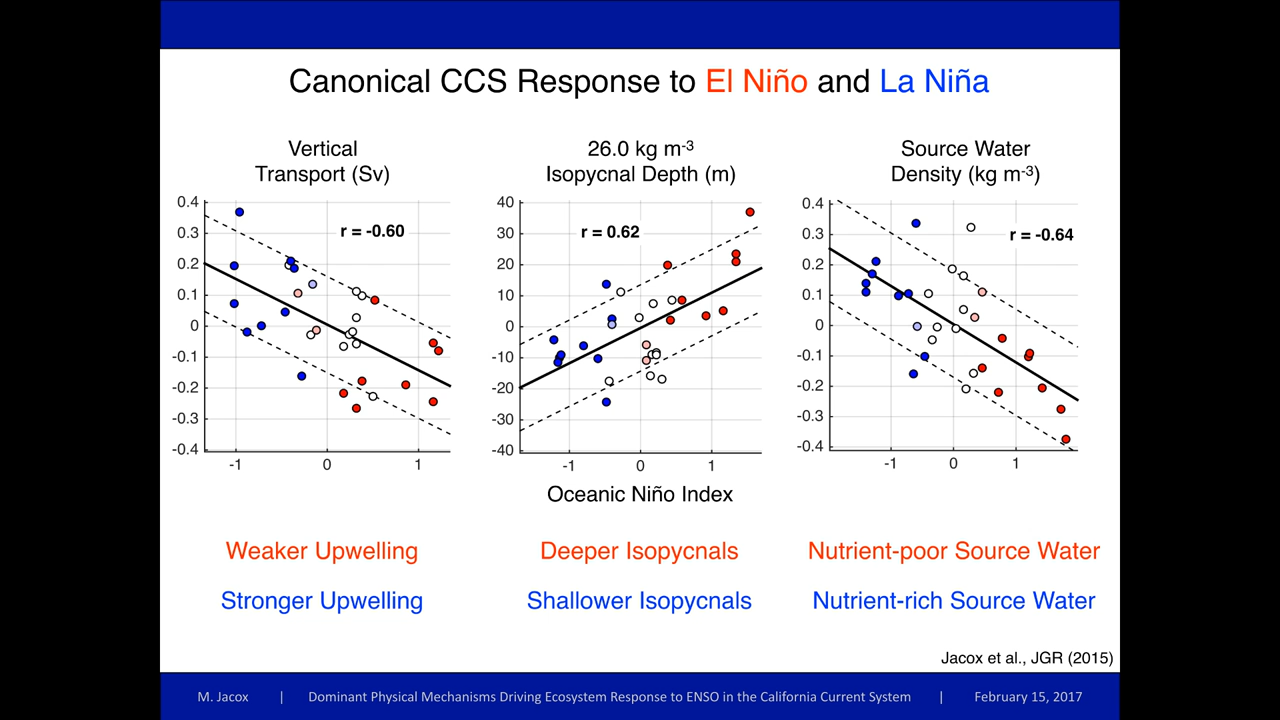 Canonical CCS Response to El Niño and La Niña
Vertical
Transport (Sv)
0.4
0.3
0.2
0.1
0
-0.1
-0.2
-0.3
-0.4
r = -0.60
-1 0 1
26.0 kg m-3
Isopycnal Depth (m)
40
30
20
10
0
-10
-20
-30
-40
r = 0.62
-1 0 1
Source Water
Density (kg m-3)
0.4
0.3
0.2
0.1
0
-0.1
-0.2
-0.3
-0.4
r = -0.64
-1 0 1
Oceanic Niño Index
Weaker Upwelling
Deeper Isopycnals
Nutrient-poor Source Water
Stronger Upwelling
Shallower Isopycnals
Nutrient-rich Source Water
Jacox et al., JGR (2015)
M. Jacox | Dominant Physical Mechanisms Driving Ecosystem Response to ENSO in the California Current System | February 15, 2017